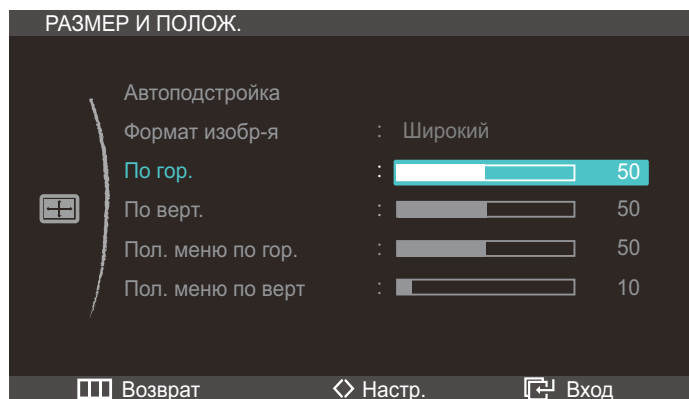 РАЗМЕР И ПОЛОЖ.
Автоподстройка
Формат изобр-я : Широкий
По гор. : 50
По верт. : 50
Пол. меню по гор. : 50
Пол. меню по верт : 10
Возврат Настр. Вход